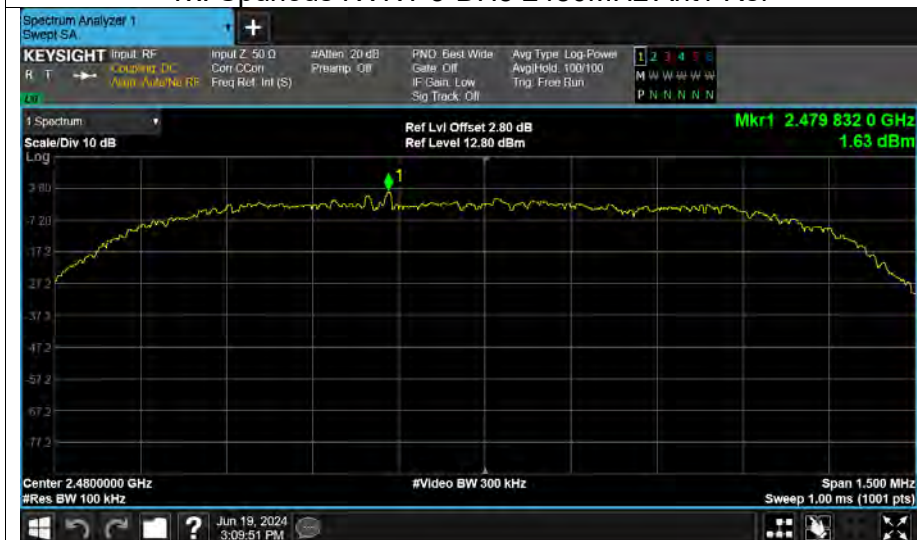 Spectrum Analyzer 1
Swept SA
+
KEYSIGHT Input: RF
R T Coupling: DC
Align: Auto/No RF
Input Z: 50 Ω
Corr CCorr
Freq Ref: Int (S)
#Atten: 20 dB
Preamp: Off
PNO: Best Wide
Gate: Off
IF Gain: Low
Sig Track: Off
Avg Type: Log-Power
Avg|Hold: 100/100
Trig: Free Run
1 2 3 4 5 6
M W W W W W
P N N N N N
1 Spectrum
Scale/Div 10 dB
Ref Lvl Offset 2.80 dB
Ref Level 12.80 dBm
Mkr1 2.479 832 0 GHz
1.63 dBm
Log
1
2.80
-7.20
-17.2
-27.2
-37.2
-47.2
-57.2
-67.2
-77.2
Center 2.4800000 GHz
#Res BW 100 kHz
#Video BW 300 kHz
Span 1.500 MHz
Sweep 1.00 ms (1001 pts)
?
Jun 19, 2024
3:09:51 PM